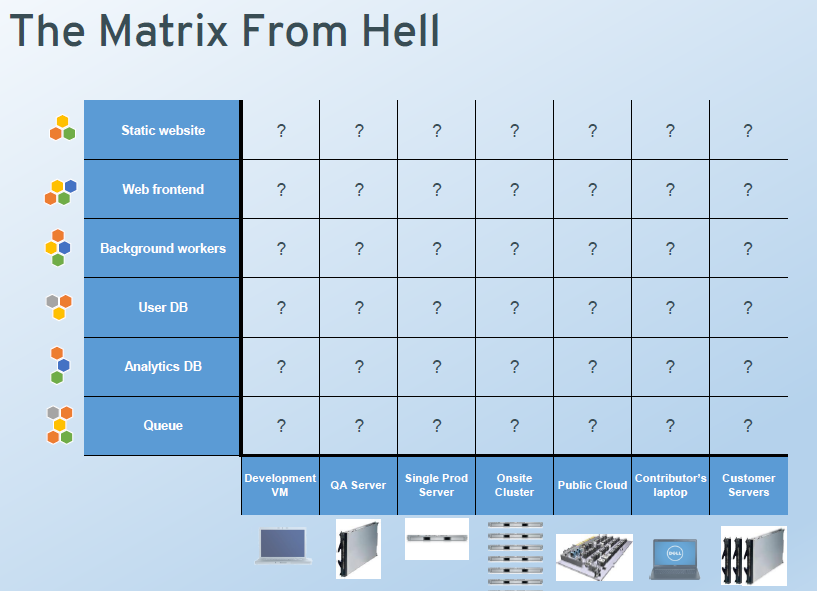 The Matrix From Hell
Static website ? ? ? ? ? ? ?
Web frontend ? ? ? ? ? ? ?
Background workers ? ? ? ? ? ? ?
User DB ? ? ? ? ? ? ?
Analytics DB ? ? ? ? ? ? ?
Queue ? ? ? ? ? ? ?
Development
VM
QA Server
Single Prod
Server
Onsite
Cluster
Public Cloud
Contributor's
laptop
Customer
Servers
DELL